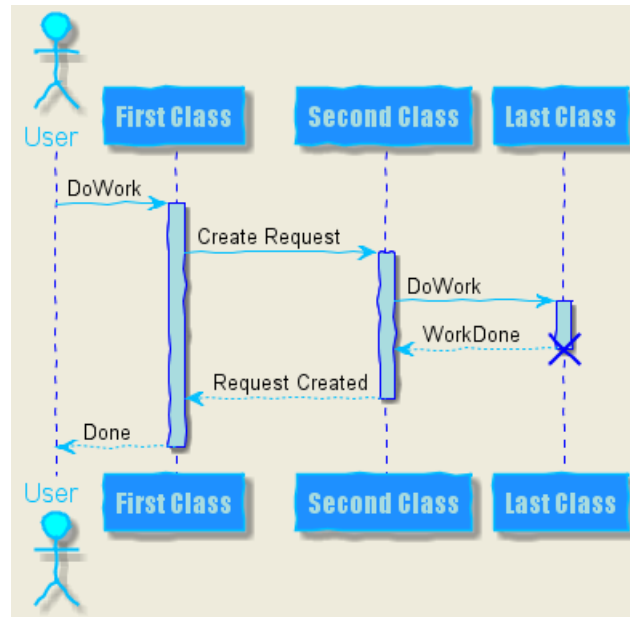 User
First Class
Second Class
Last Class
DoWork
Create Request
DoWork
WorkDone
Request Created
Done
User
First Class
Second Class
Last Class